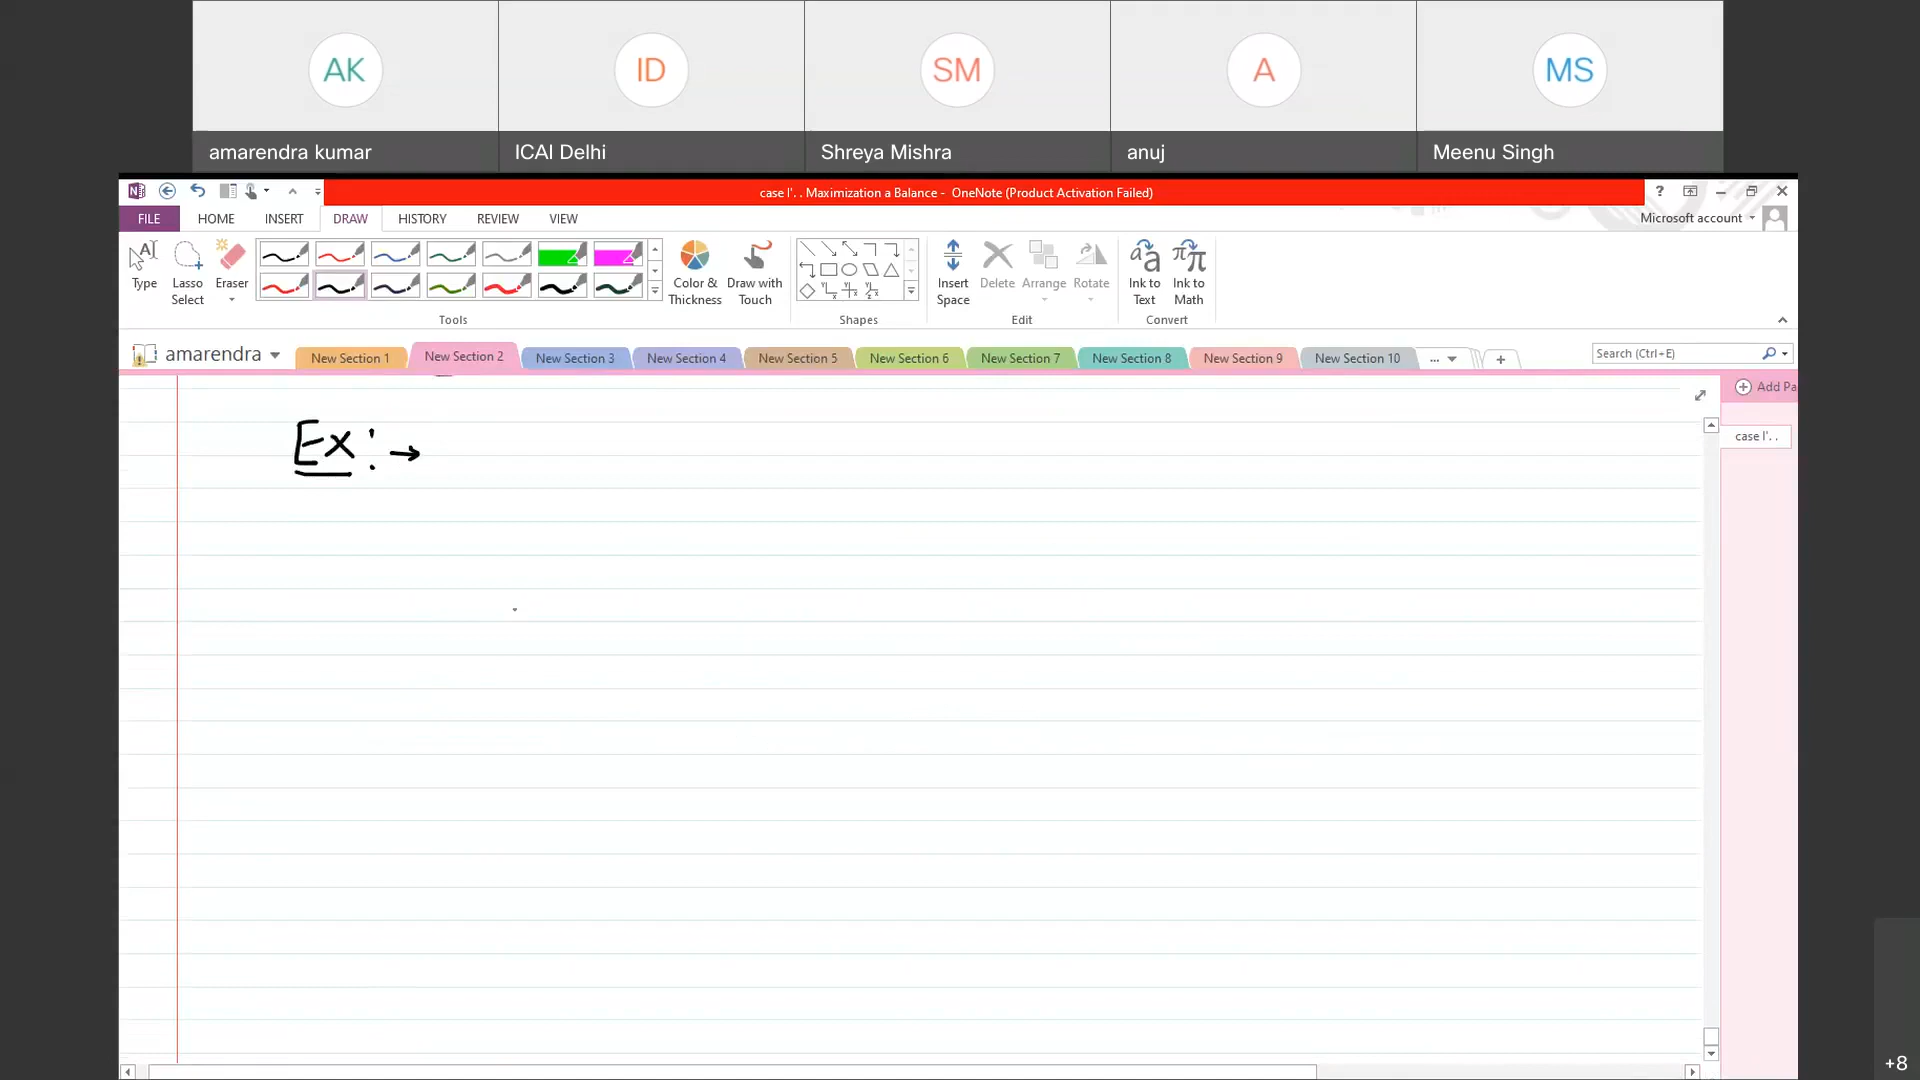 AK ID SM A MS
amarendra kumar ICAI Delhi Shreya Mishra anuj Meenu Singh
case I'. . Maximization a Balance - OneNote (Product Activation Failed) ?
FILE HOME INSERT DRAW HISTORY REVIEW VIEW Microsoft account
Type Lasso Select Eraser Color & Thickness Draw with Touch Insert Space Delete Arrange Rotate Ink to Text Ink to Math
Tools Shapes Edit Convert
amarendra New Section 1 New Section 2 New Section 3 New Section 4 New Section 5 New Section 6 New Section 7 New Section 8 New Section 9 New Section 10 ... Search (Ctrl+E)
Add Pa
case I'. .
Ex:→
+8